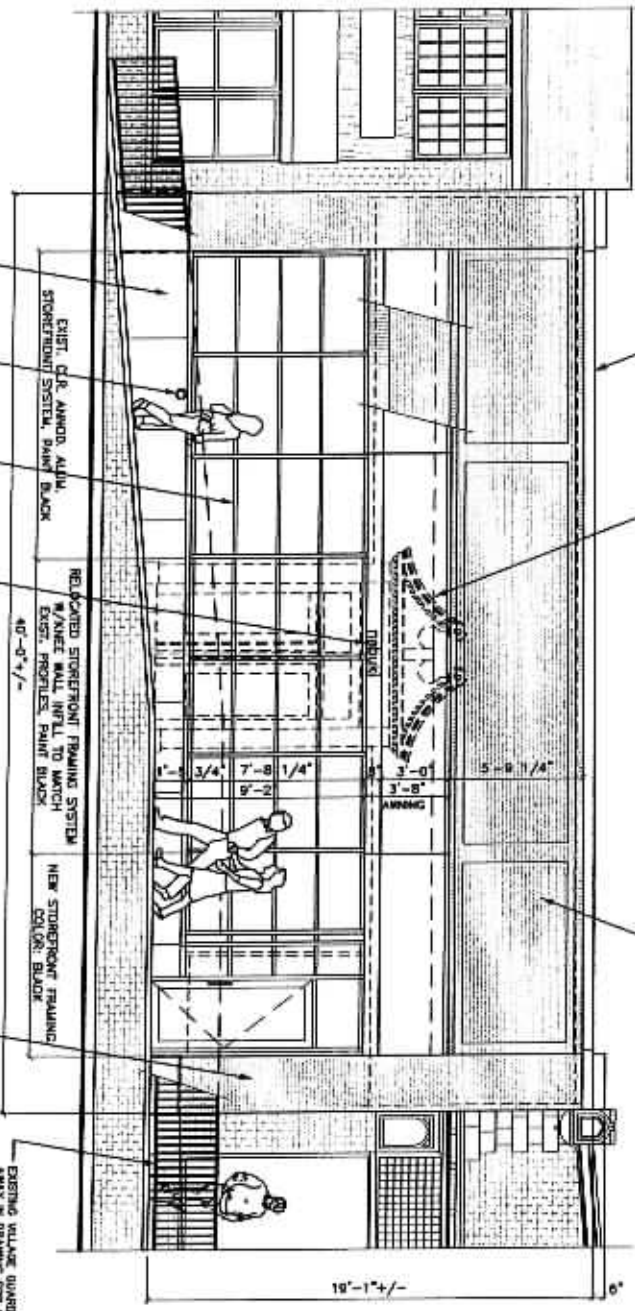 EXIST. CLR. ANNOD. ALUM.
STOREFRONT SYSTEM, PAINT BLACK
RELOCATED STOREFRONT FRAMING SYSTEM
W/KNEE WALL INFILL TO MATCH
EXIST. PROFILES, PAINT BLACK
NEW STOREFRONT FRAMING
COLOR: BLACK
40'-0"+/-
3/4"
7'-8 1/4"
9'-2"
3'-0"
3'-8"
AWNING
5'-9 1/4"
19'-1"+/-
6"
EXISTING VILLAGE